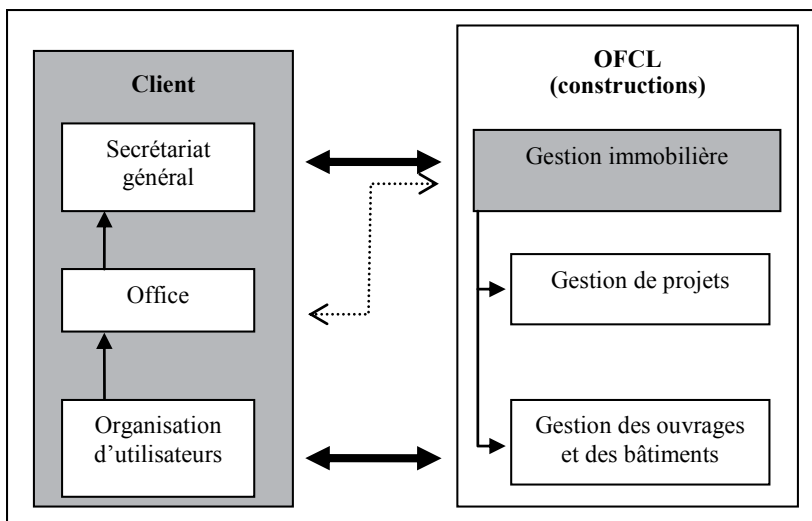 Client
Secrétariat
général
Office
Organisation
d’utilisateurs
OFCL
(constructions)
Gestion immobilière
Gestion de projets
Gestion des ouvrages
et des bâtiments